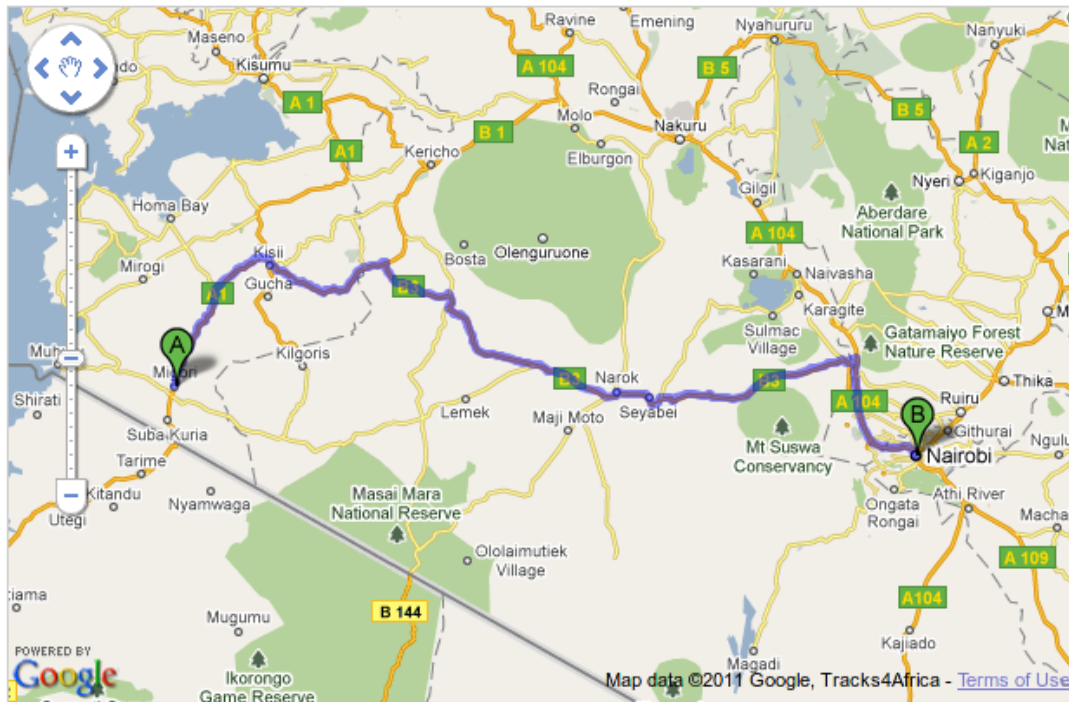 Ravine
Emening
Nyahururu
Nanyuki
Maseno
Kisumu
A 104
B 5
A 1
Rongai
B 5
Molo
B 1
Nakuru
A1
Elburgon
A 2
Kericho
Nyeri
Kiganjo
Gilgil
Homa Bay
Aberdare
National Park
A 104
Kisii
Bosta
Olenguruone
Kasarani
Naivasha
Mirogi
Gucha
A1
B3
Karagite
Sulmac
Village
Gatamaiyo Forest
Nature Reserve
A
Kilgoris
Migori
B3
Narok
B3
Thika
Shirati
Lemek
Seyabei
A 104
Ruiru
B
Githurai
Suba Kuria
Maji Moto
Mt Suswa
Conservancy
Nairobi
Tarime
Kitandu
Nyamwaga
Masai Mara
National Reserve
Ongata
Rongai
Athi River
Utegi
Ololaimutiek
Village
A 109
B 144
A104
Mugumu
Kajiado
POWERED BY
Google
Ikorongo
Game Reserve
Magadi
Map data ©2011 Google, Tracks4Africa - Terms of Use